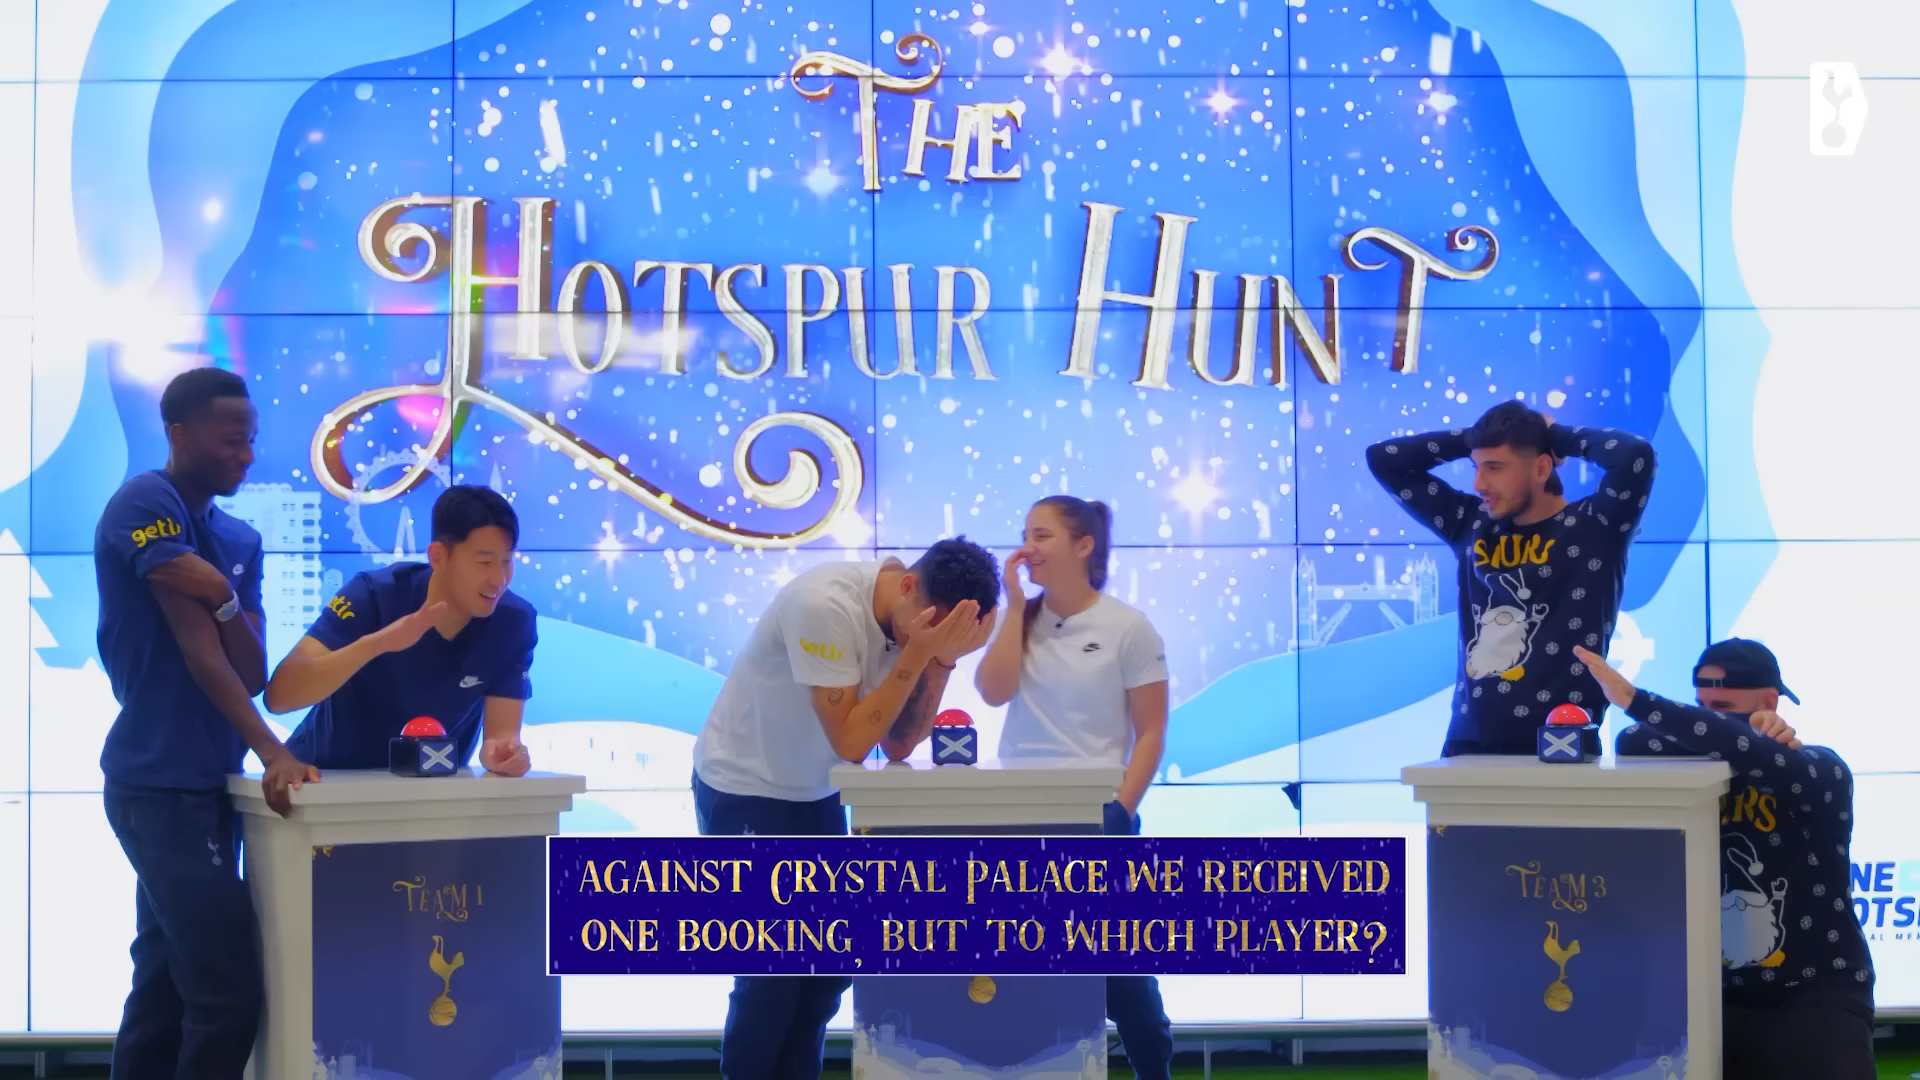 THE
HOTSPUR HUNT
getir
getir
getir
SPURS
TEAM 1
AGAINST CRYSTAL PALACE WE RECEIVED
ONE BOOKING, BUT TO WHICH PLAYER?
TEAM 3